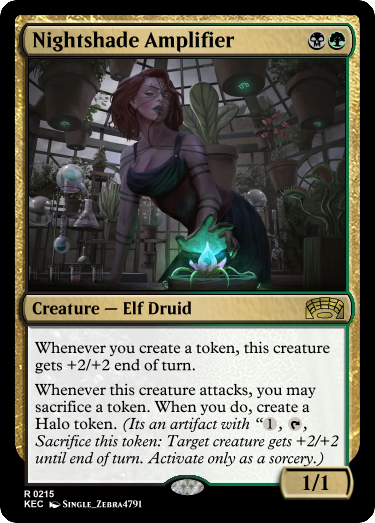 Nightshade Amplifier
Creature — Elf Druid
Whenever you create a token, this creature
gets +2/+2 end of turn.
Whenever this creature attacks, you may
sacrifice a token. When you do, create a
Halo token. (Its an artifact with “1, ,
Sacrifice this token: Target creature gets +2/+2
until end of turn. Activate only as a sorcery.)
1/1
R 0215
KEC Single_Zebra4791